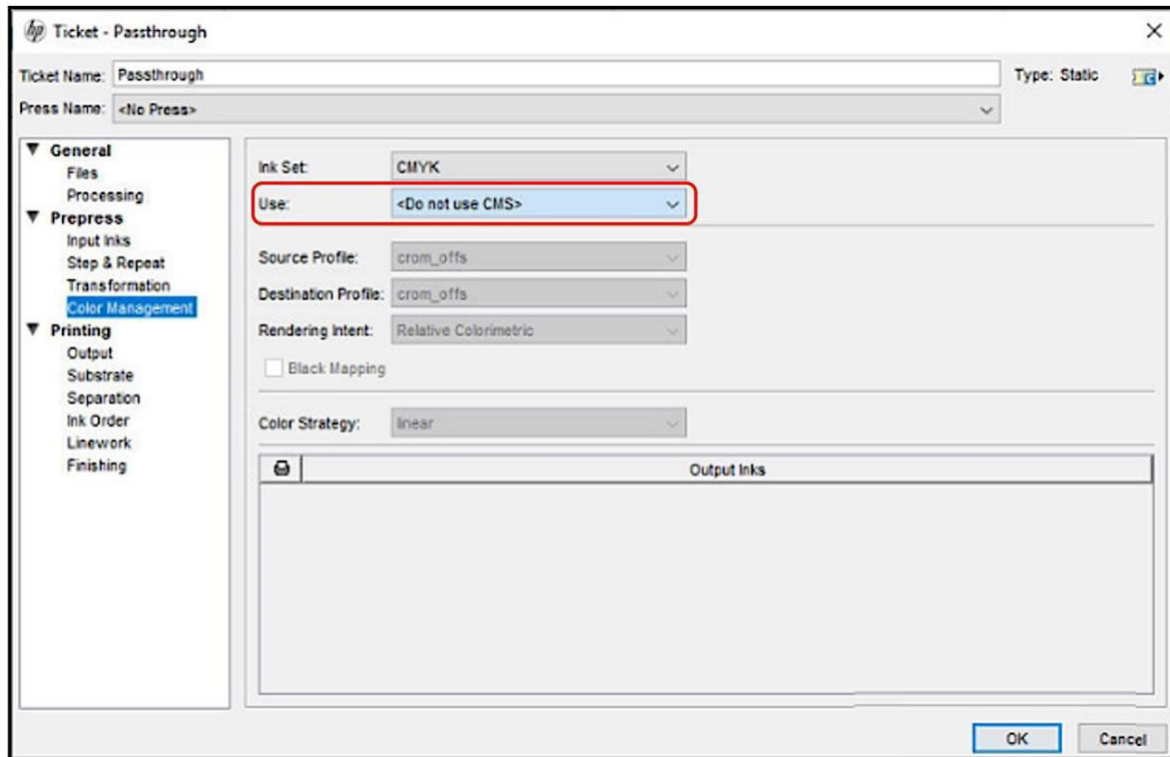 hp Ticket - Passthrough
Ticket Name: Passthrough Type: Static
Press Name: <No Press>
General
Files
Processing
Prepress
Input Inks
Step & Repeat
Transformation
Color Management
Printing
Output
Substrate
Separation
Ink Order
Linework
Finishing
Ink Set: CMYK
Use: <Do not use CMS>
Source Profile: crom_offs
Destination Profile: crom_offs
Rendering Intent: Relative Colorimetric
Black Mapping
Color Strategy: linear
Output Inks
OK Cancel